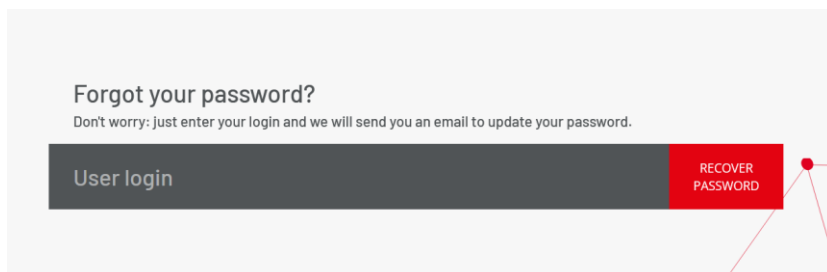 Forgot your password?
Don't worry: just enter your login and we will send you an email to update your password.
User login
RECOVER
PASSWORD